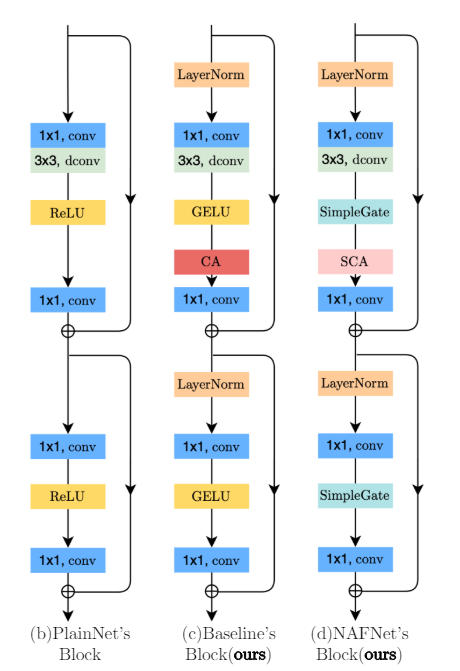 LayerNorm
LayerNorm
1x1, conv
1x1, conv
1x1, conv
3x3, dconv
3x3, dconv
3x3, dconv
ReLU
GELU
SimpleGate
CA
SCA
1x1, conv
1x1, conv
1x1, conv
LayerNorm
LayerNorm
1x1, conv
1x1, conv
1x1, conv
ReLU
GELU
SimpleGate
1x1, conv
1x1, conv
1x1, conv
(b)PlainNet's
Block
(c)Baseline's
Block(ours)
(d)NAFNet's
Block(ours)